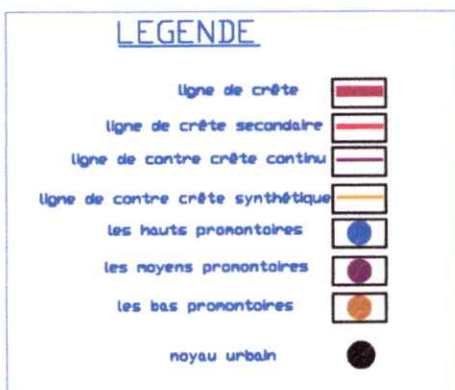 LEGENDE
ligne de crête
ligne de crête secondaire
ligne de contre crête continu
ligne de contre crête synthétique
les hauts promontoires
les moyens promontoires
les bas promontoires
noyau urbain